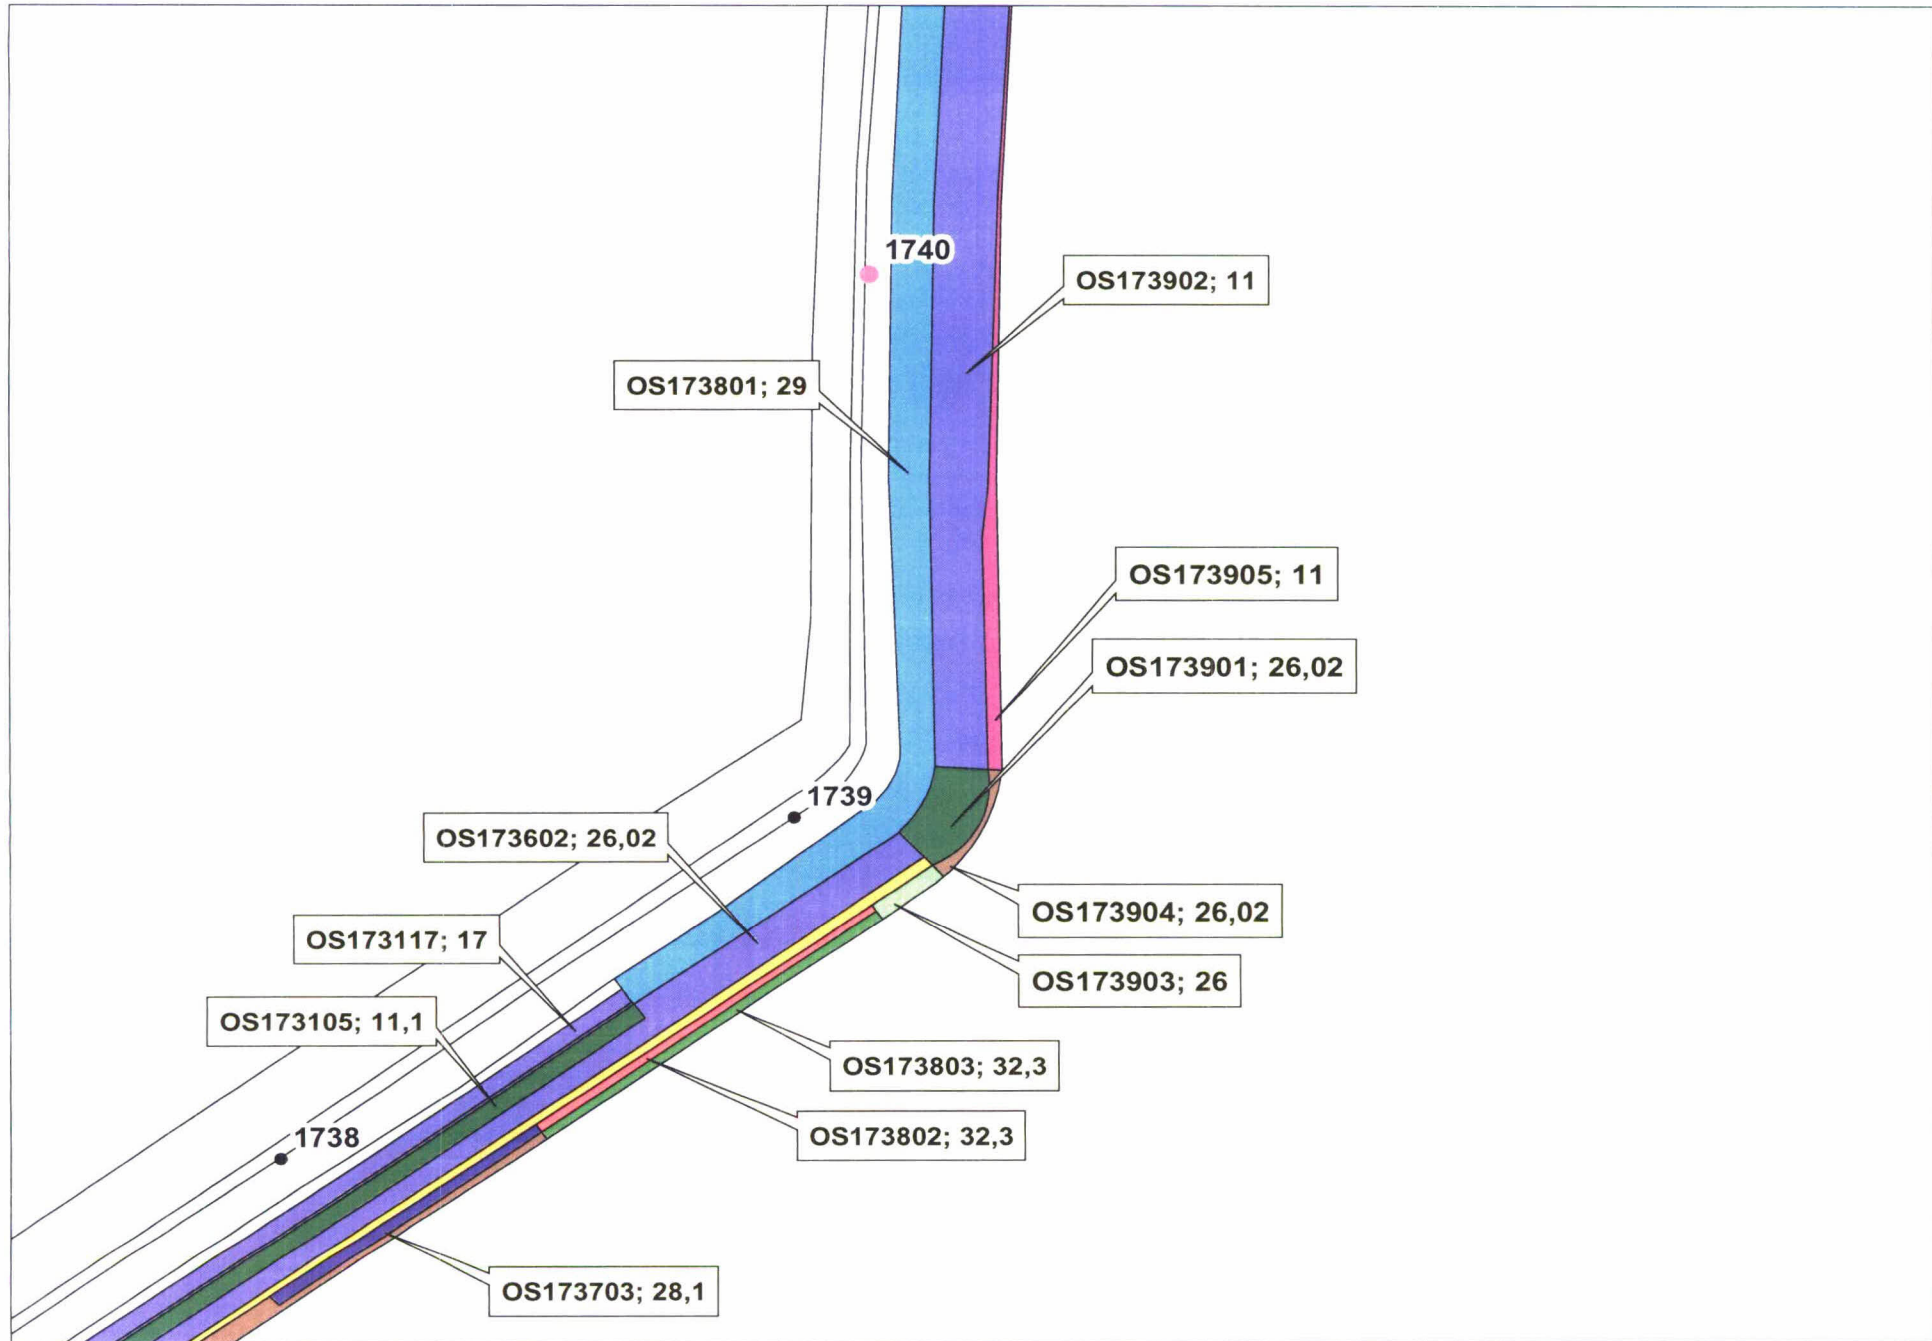 1740
OS173902; 11
OS173801; 29
OS173905; 11
OS173901; 26,02
1739
OS173602; 26,02
OS173904; 26,02
OS173117; 17
OS173903; 26
OS173105; 11,1
OS173803; 32,3
1738
OS173802; 32,3
OS173703; 28,1